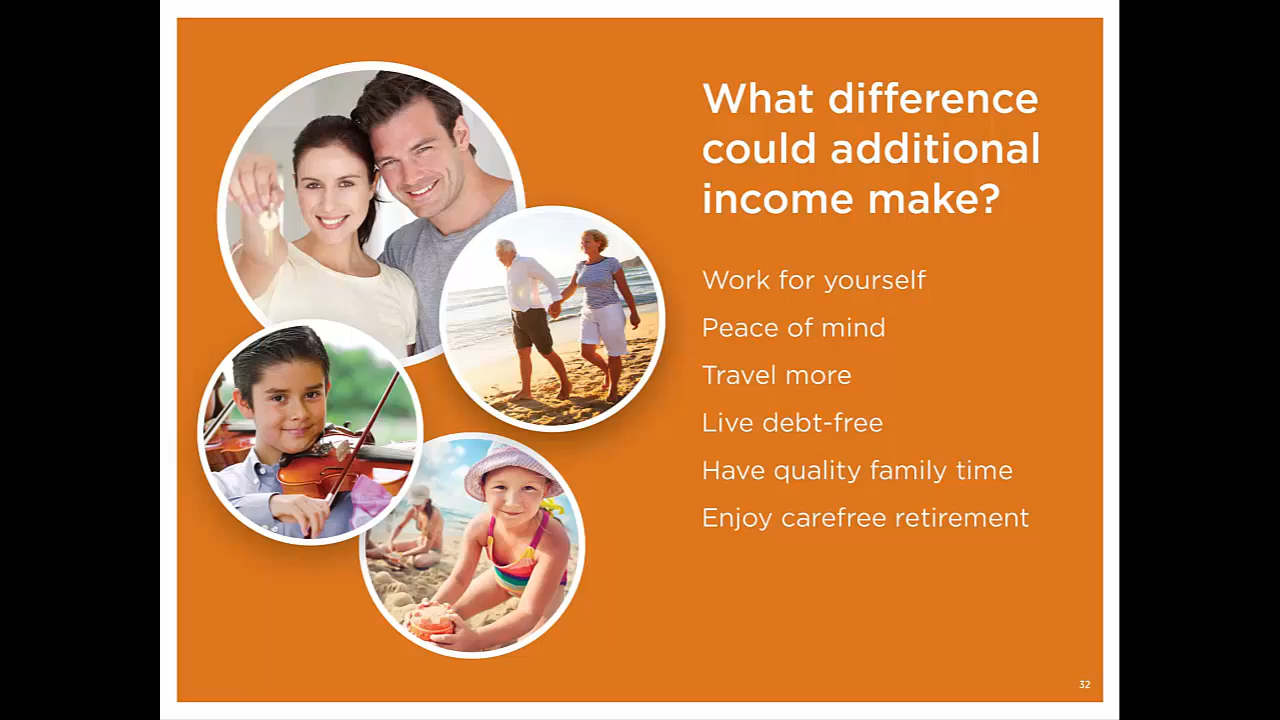 What difference
could additional
income make?
Work for yourself
Peace of mind
Travel more
Live debt-free
Have quality family time
Enjoy carefree retirement
32